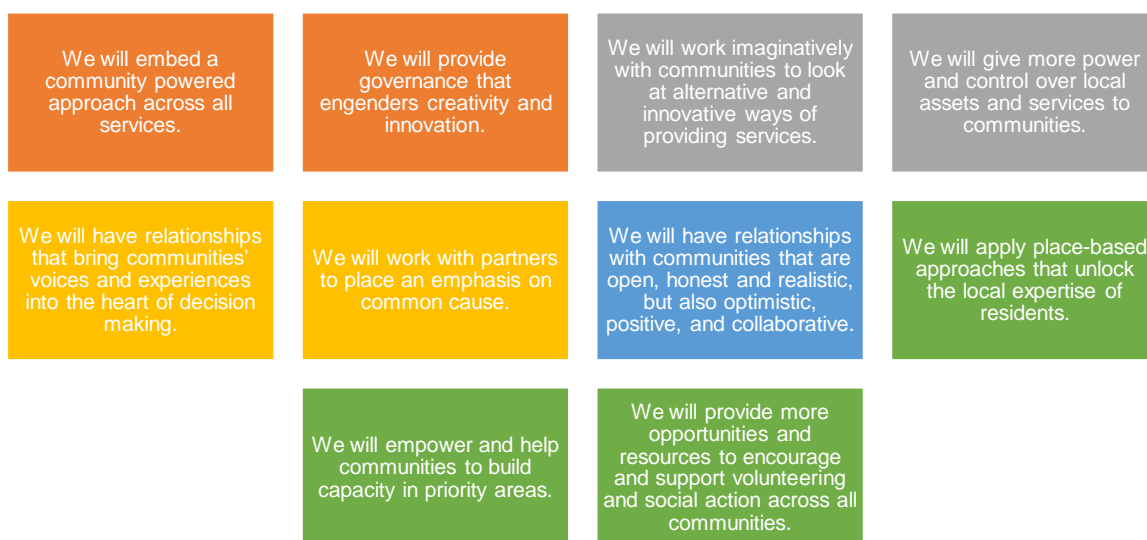 We will embed a
community powered
approach across all
services.
We will provide
governance that
engenders creativity and
innovation.
We will work imaginatively
with communities to look
at alternative and
innovative ways of
providing services.
We will give more power
and control over local
assets and services to
communities.
We will have relationships
that bring communities’
voices and experiences
into the heart of decision
making.
We will work with partners
to place an emphasis on
common cause.
We will have relationships
with communities that are
open, honest and realistic,
but also optimistic,
positive, and collaborative.
We will apply place-based
approaches that unlock
the local expertise of
residents.
We will empower and help
communities to build
capacity in priority areas.
We will provide more
opportunities and
resources to encourage
and support volunteering
and social action across all
communities.